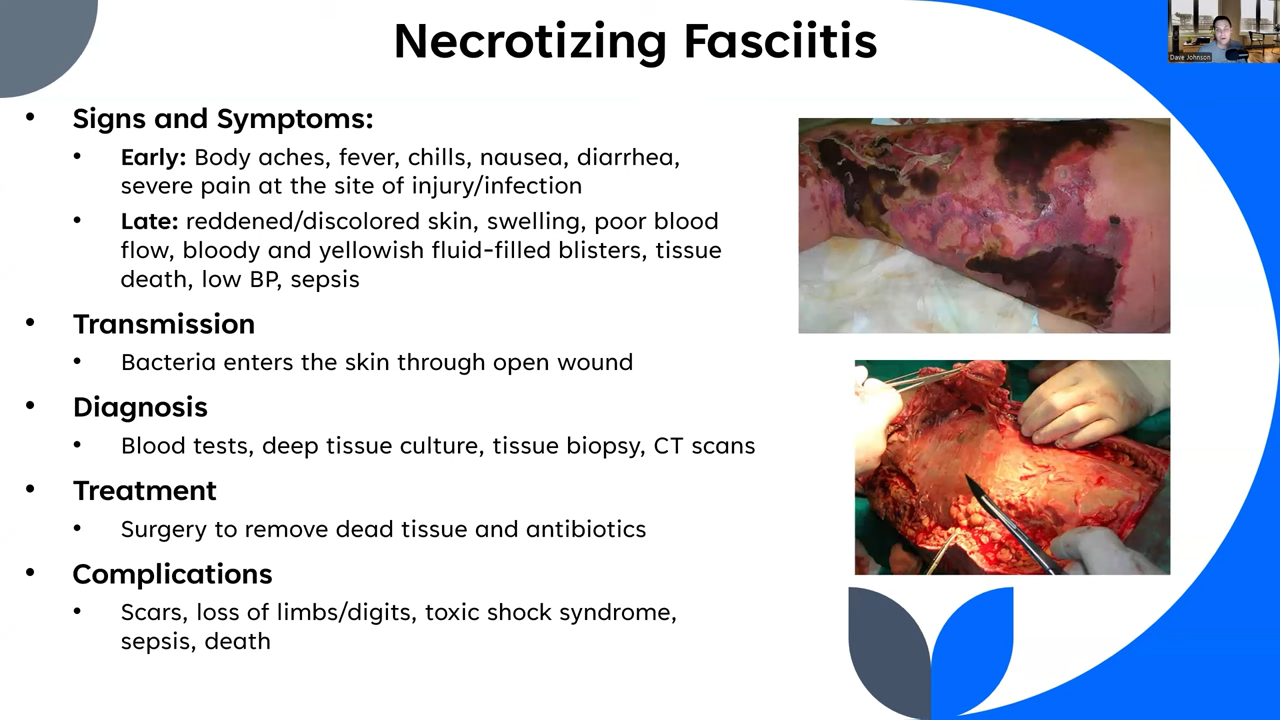 Necrotizing Fasciitis
Dave Johnson
• Signs and Symptoms:
• Early: Body aches, fever, chills, nausea, diarrhea,
severe pain at the site of injury/infection
• Late: reddened/discolored skin, swelling, poor blood
flow, bloody and yellowish fluid-filled blisters, tissue
death, low BP, sepsis
• Transmission
• Bacteria enters the skin through open wound
• Diagnosis
• Blood tests, deep tissue culture, tissue biopsy, CT scans
• Treatment
• Surgery to remove dead tissue and antibiotics
• Complications
• Scars, loss of limbs/digits, toxic shock syndrome,
sepsis, death